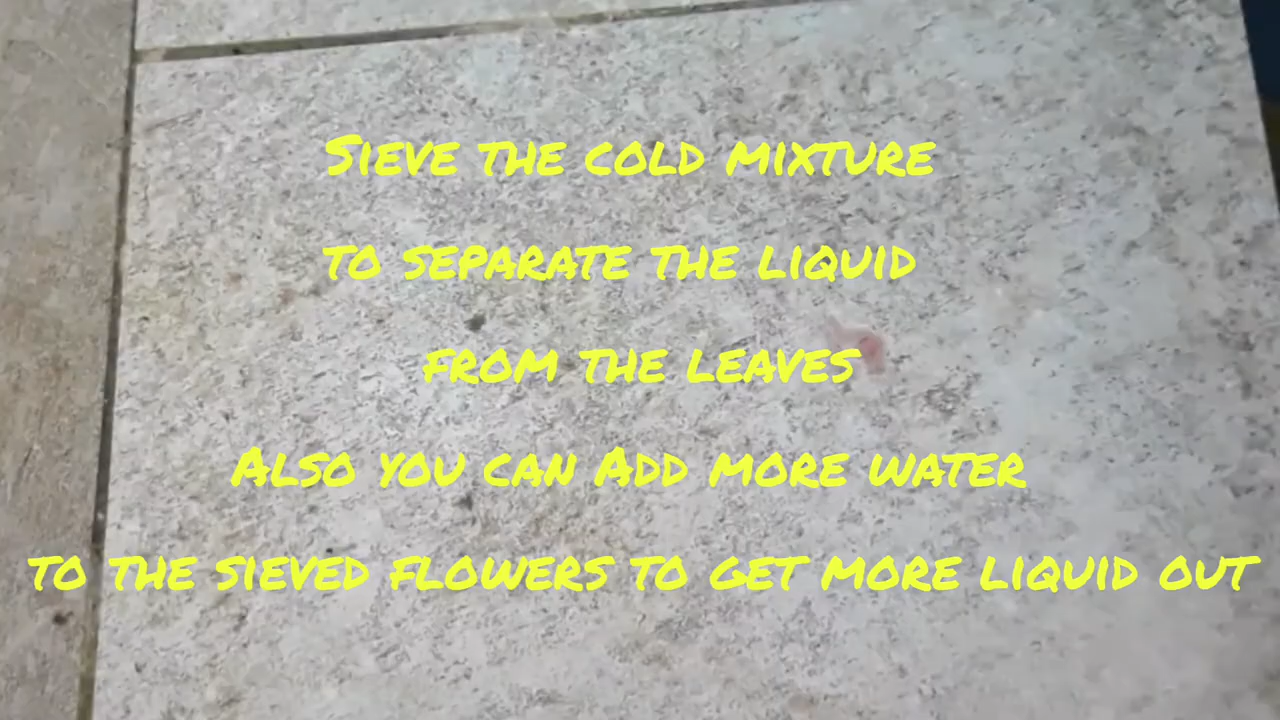 Sieve the cold mixture
to separate the liquid
from the leaves
Also you can Add more water
to the sieved flowers to get more liquid out